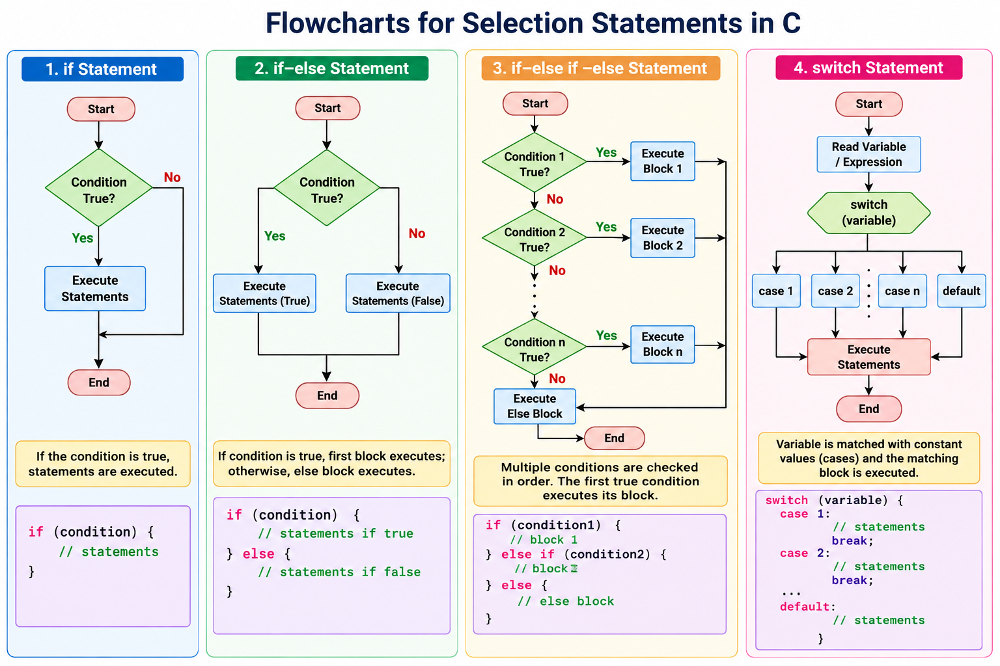 Flowcharts for Selection Statements in C
1. if Statement
Start
Condition
True?
No
Yes
Execute
Statements
End
If the condition is true,
statements are executed.
if (condition) {
// statements
}
2. if–else Statement
Start
Condition
True?
Yes
No
Execute
Statements (True)
Execute
Statements (False)
End
If condition is true, first block executes;
otherwise, else block executes.
if (condition) {
// statements if true
} else {
// statements if false
}
3. if–else if –else Statement
Start
Condition 1
True?
Yes
Execute
Block 1
No
Condition 2
True?
Yes
Execute
Block 2
No
Condition n
True?
Yes
Execute
Block n
No
Execute
Else Block
End
Multiple conditions are checked
in order. The first true condition
executes its block.
if (condition1) {
// block 1
} else if (condition2) {
// block
} else {
// else block
}
4. switch Statement
Start
Read Variable
/ Expression
switch
(variable)
case 1
case 2
case n
default
Execute
Statements
End
Variable is matched with constant
values (cases) and the matching
block is executed.
switch (variable) {
case 1:
// statements
break;
case 2:
// statements
break;
...
default:
// statements
}